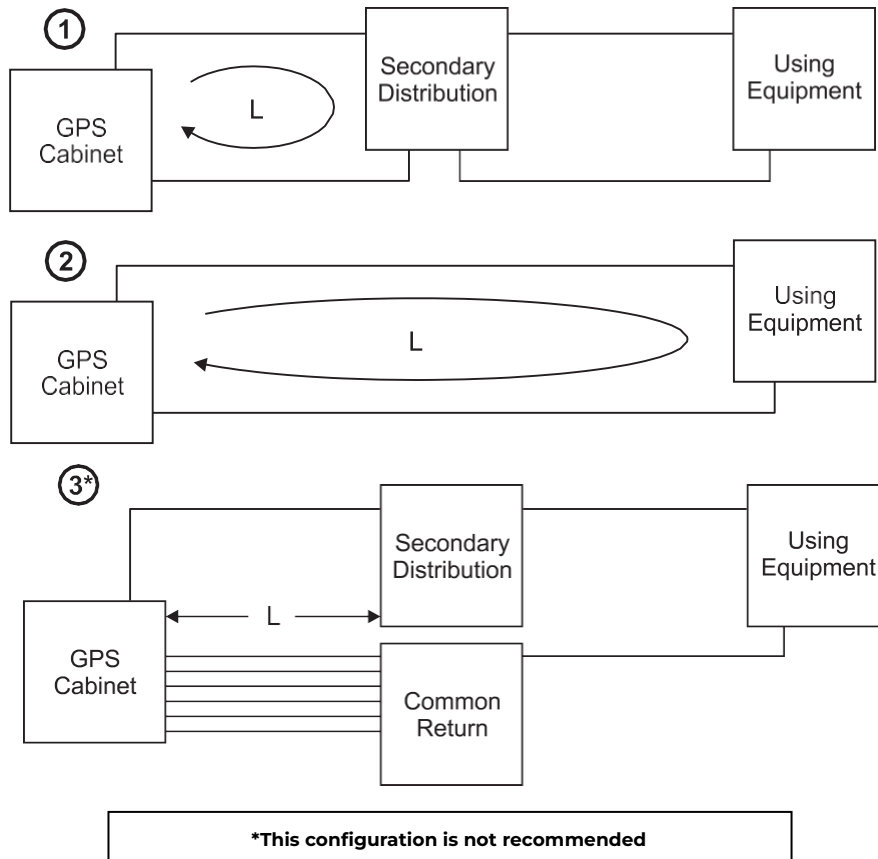 1
GPS
Cabinet
L
Secondary
Distribution
Using
Equipment
2
GPS
Cabinet
L
Using
Equipment
3*
GPS
Cabinet
L
Secondary
Distribution
Using
Equipment
Common
Return
*This configuration is not recommended